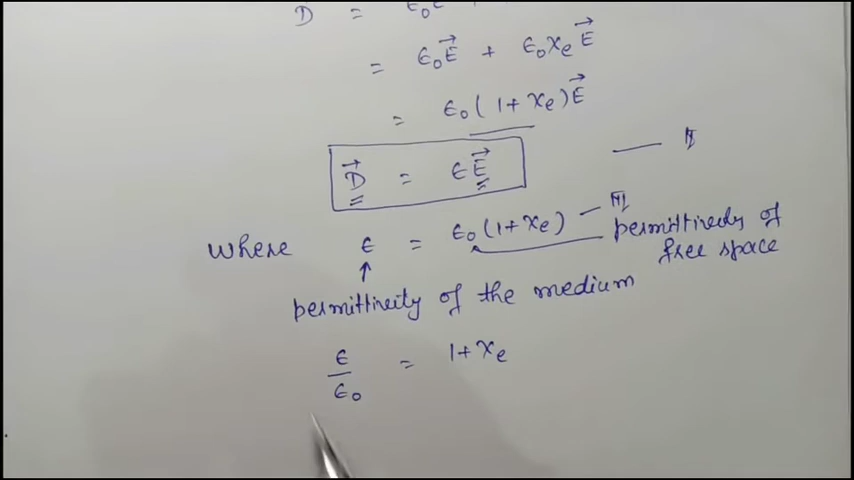 D⃗ = ϵ₀E⃗
= ϵ₀E⃗ + ϵ₀χₑE⃗
= ϵ₀(1+χₑ)E⃗
D⃗ = ϵE⃗ —
where ϵ = ϵ₀(1+χₑ) — permittivity of
free space
permittivity of the medium
ϵ/ϵ₀ = 1+χₑ